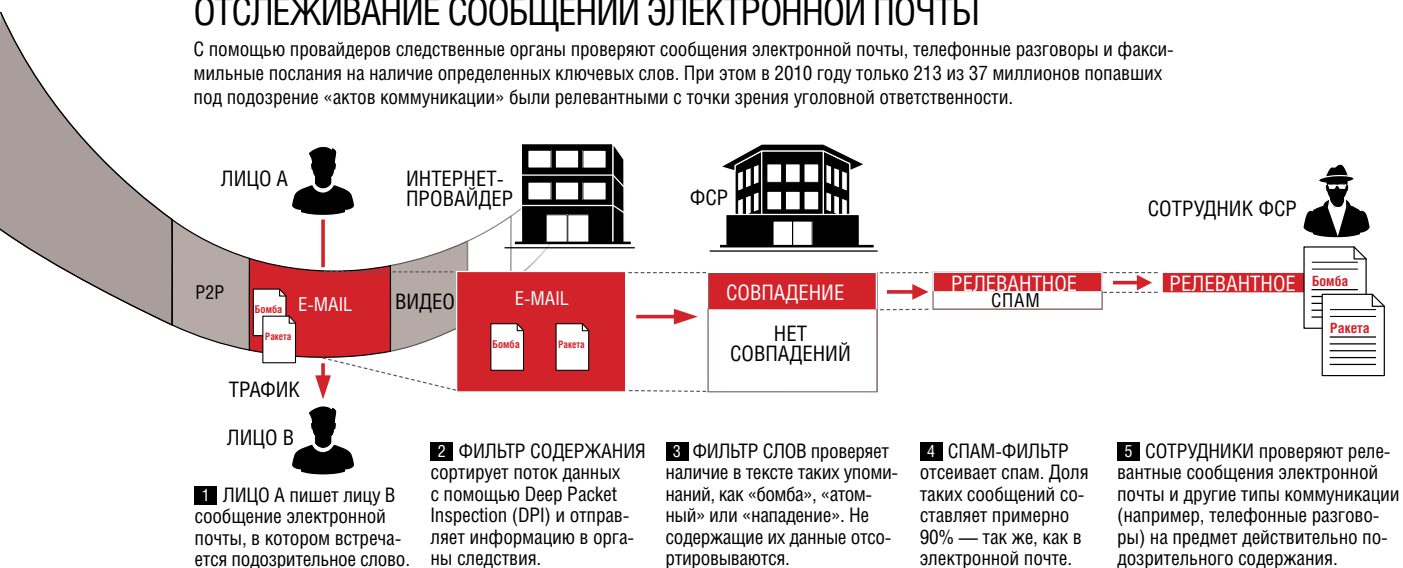 ОТСЛЕЖИВАНИЕ СООБЩЕНИЙ ЭЛЕКТРОННОЙ ПОЧТЫ
С помощью провайдеров следственные органы проверяют сообщения электронной почты, телефонные разговоры и факси-
мильные послания на наличие определенных ключевых слов. При этом в 2010 году только 213 из 37 миллионов попавших
под подозрение «актов коммуникации» были релевантными с точки зрения уголовной ответственности.
ЛИЦО А
ИНТЕРНЕТ-
ПРОВАЙДЕР
ФСР
СОТРУДНИК ФСР
P2P
E-MAIL
Бомба
Ракета
ВИДЕО
E-MAIL
Бомба
Ракета
СОВПАДЕНИЕ
НЕТ
СОВПАДЕНИЙ
РЕЛЕВАНТНОЕ
СПАМ
РЕЛЕВАНТНОЕ
Бомба
Ракета
ТРАФИК
ЛИЦО В
1 ЛИЦО А пишет лицу В
сообщение электронной
почты, в котором встреча-
ется подозрительное слово.
2 ФИЛЬТР СОДЕРЖАНИЯ
сортирует поток данных
с помощью Deep Packet
Inspection (DPI) и отправ-
ляет информацию в орга-
ны следствия.
3 ФИЛЬТР СЛОВ проверяет
наличие в тексте таких упоми-
наний, как «бомба», «атом-
ный» или «нападение». Не
содержащие их данные отсо-
ртировываются.
4 СПАМ-ФИЛЬТР
отсеивает спам. Доля
таких сообщений со-
ставляет примерно
90% — так же, как в
электронной почте.
5 СОТРУДНИКИ проверяют реле-
вантные сообщения электронной
почты и другие типы коммуникации
(например, телефонные разгово-
ры) на предмет действительно по-
дозрительного содержания.